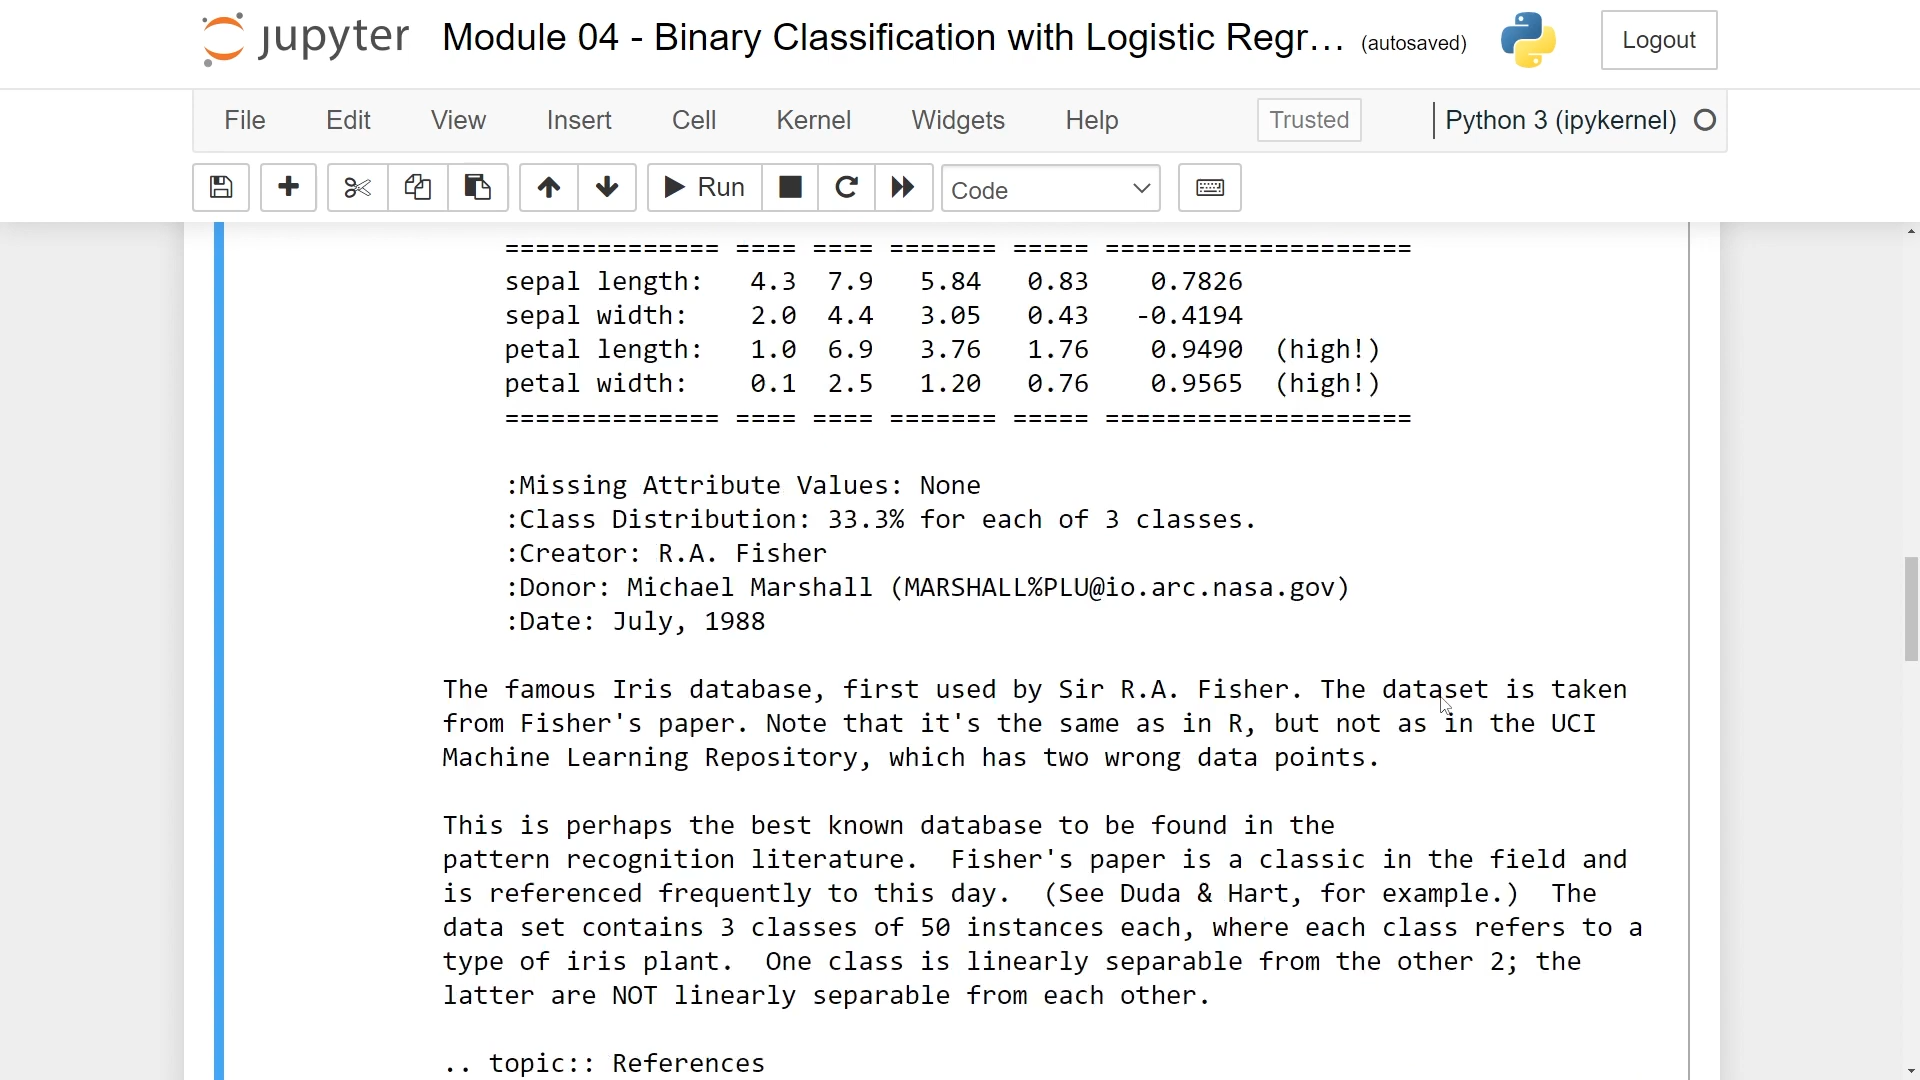 jupyter Module 04 - Binary Classification with Logistic Regr... (autosaved) Logout
File Edit View Insert Cell Kernel Widgets Help Trusted Python 3 (ipykernel)
Run Code
============== ==== ==== ======= ===== ====================
sepal length:   4.3  7.9   5.84   0.83    0.7826
sepal width:    2.0  4.4   3.05   0.43   -0.4194
petal length:   1.0  6.9   3.76   1.76    0.9490  (high!)
petal width:    0.1  2.5   1.20   0.76    0.9565  (high!)
============== ==== ==== ======= ===== ====================
:Missing Attribute Values: None
:Class Distribution: 33.3% for each of 3 classes.
:Creator: R.A. Fisher
:Donor: Michael Marshall (MARSHALL%PLU@io.arc.nasa.gov)
:Date: July, 1988
The famous Iris database, first used by Sir R.A. Fisher. The dataset is taken
from Fisher's paper. Note that it's the same as in R, but not as in the UCI
Machine Learning Repository, which has two wrong data points.
This is perhaps the best known database to be found in the
pattern recognition literature.  Fisher's paper is a classic in the field and
is referenced frequently to this day.  (See Duda & Hart, for example.)  The
data set contains 3 classes of 50 instances each, where each class refers to a
type of iris plant.  One class is linearly separable from the other 2; the
latter are NOT linearly separable from each other.
.. topic:: References